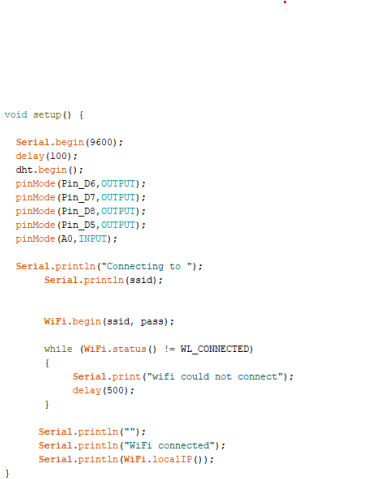 void setup() {
Serial.begin(9600);
delay(100);
dht.begin();
pinMode(Pin_D6,OUTPUT);
pinMode(Pin_D7,OUTPUT);
pinMode(Pin_D8,OUTPUT);
pinMode(Pin_D5,OUTPUT);
pinMode(A0,INPUT);
Serial.println("Connecting to ");
Serial.println(ssid);
WiFi.begin(ssid, pass);
while (WiFi.status() != WL_CONNECTED)
{
Serial.print("wifi could not connect");
delay(500);
}
Serial.println("");
Serial.println("WiFi connected");
Serial.println(WiFi.localIP());
}